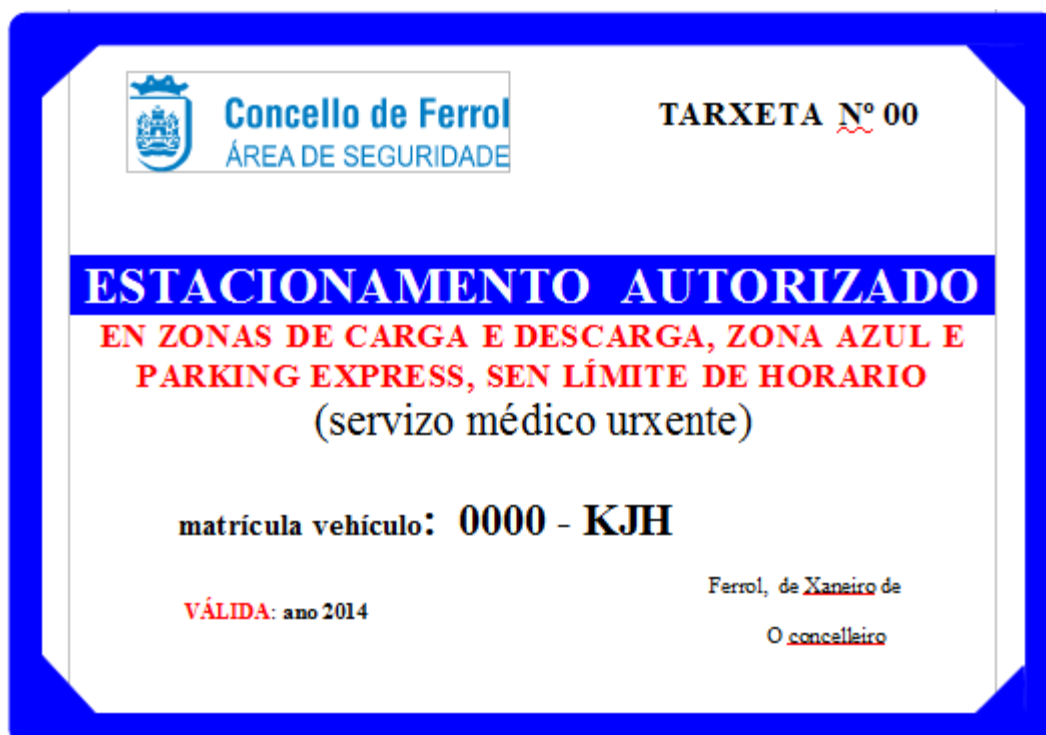 Concello de Ferrol
ÁREA DE SEGURIDADE
TARXETA Nº 00
ESTACIONAMENTO AUTORIZADO
EN ZONAS DE CARGA E DESCARGA, ZONA AZUL E
PARKING EXPRESS, SEN LÍMITE DE HORARIO
(servizo médico urxente)
matrícula vehículo: 0000 - KJH
Ferrol, de Xaneiro de
VÁLIDA: ano 2014
O concelleiro